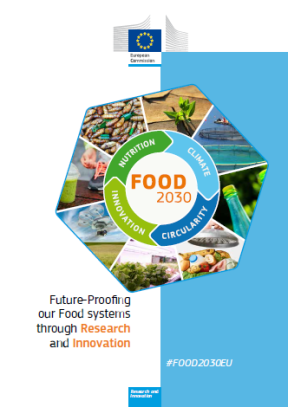 European
Commission
NUTRITION
CLIMATE
FOOD
2030
INNOVATION
CIRCULARITY
Future-Proofing
our Food systems
through Research
and Innovation
#FOOD2030EU
Research and
Innovation